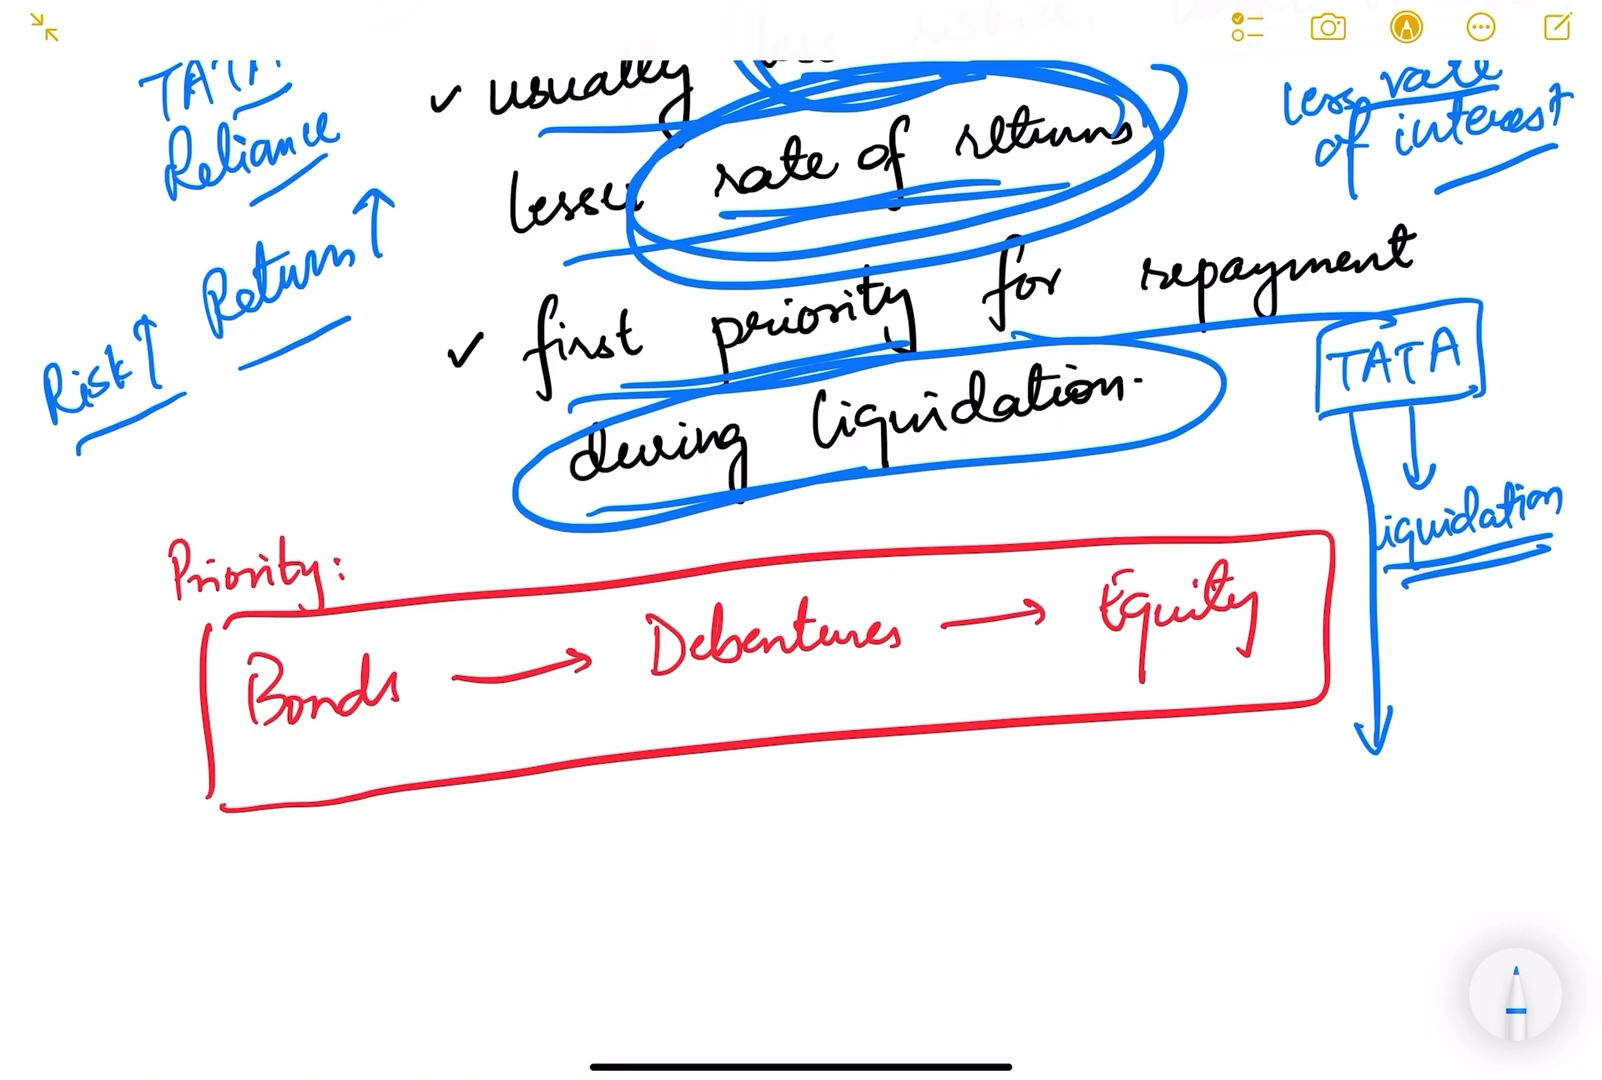 TATA
Reliance
✓ usually
lesser rate of returns
less rate
of interest
Risk↑ Return↑
✓ first priority for repayment
during liquidation.
TATA
liquidation
Priority:
Bonds → Debentures → Equity